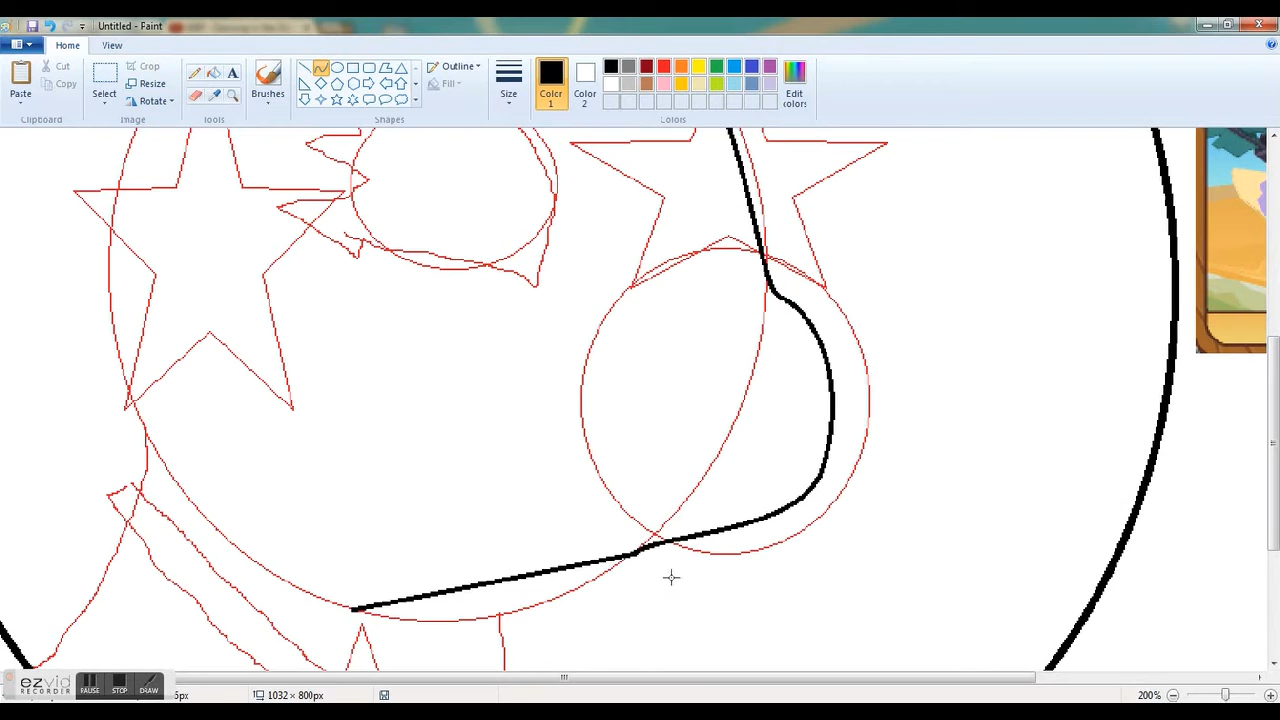 Untitled - Paint
Home View
Paste
Cut
Copy
Clipboard
Select
Crop
Resize
Rotate
Image
A
Tools
Brushes
Shapes
Outline
Fill
Size
Color
1
Color
2
Colors
Edit
colors
ezvid
RECORDER
PAUSE STOP DRAW
1032 × 800px
200%